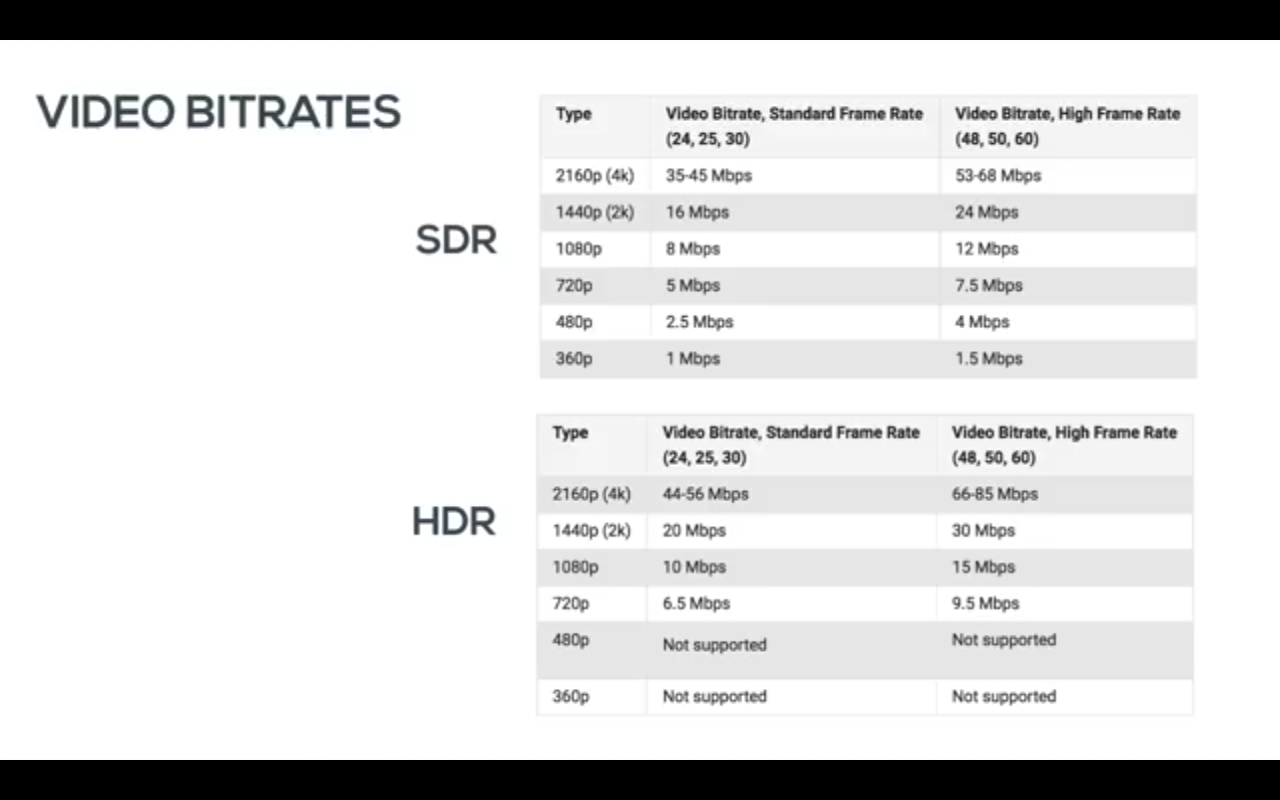 VIDEO BITRATES
SDR
Type Video Bitrate, Standard Frame Rate (24, 25, 30) Video Bitrate, High Frame Rate (48, 50, 60)
2160p (4k) 35-45 Mbps 53-68 Mbps
1440p (2k) 16 Mbps 24 Mbps
1080p 8 Mbps 12 Mbps
720p 5 Mbps 7.5 Mbps
480p 2.5 Mbps 4 Mbps
360p 1 Mbps 1.5 Mbps
HDR
Type Video Bitrate, Standard Frame Rate (24, 25, 30) Video Bitrate, High Frame Rate (48, 50, 60)
2160p (4k) 44-56 Mbps 66-85 Mbps
1440p (2k) 20 Mbps 30 Mbps
1080p 10 Mbps 15 Mbps
720p 6.5 Mbps 9.5 Mbps
480p Not supported Not supported
360p Not supported Not supported